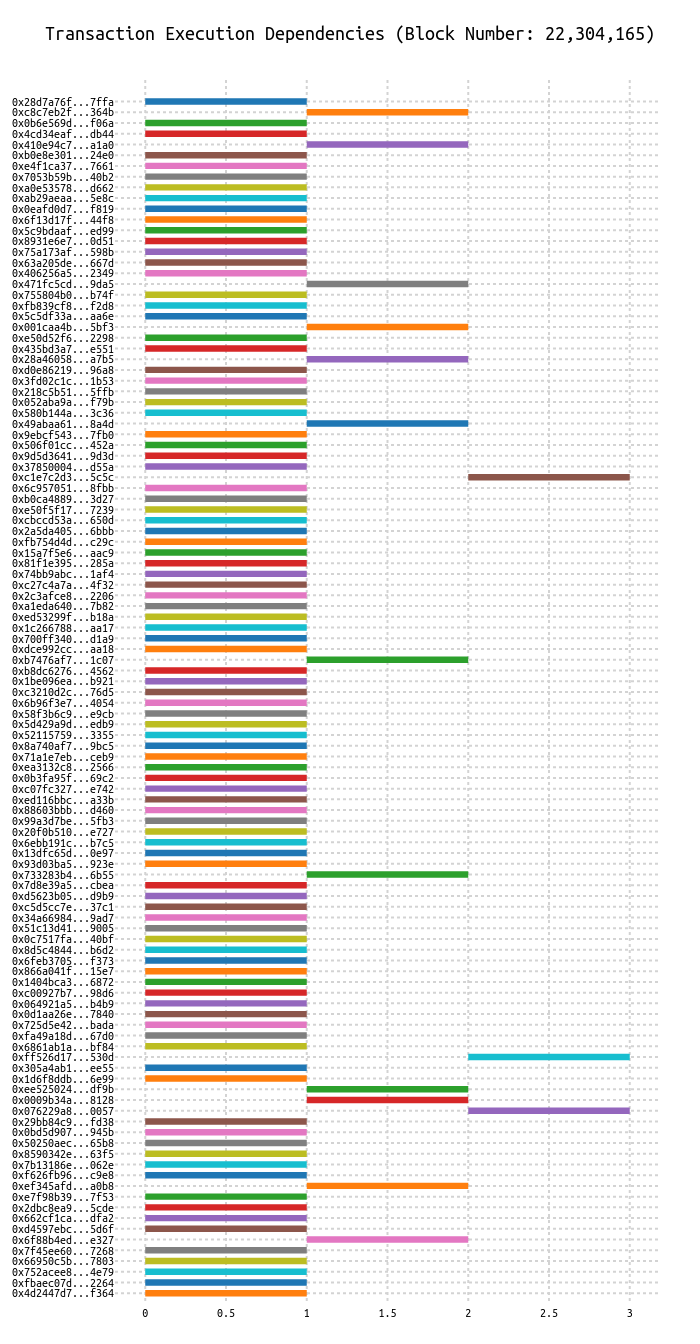 Transaction Execution Dependencies (Block Number: 22,304,165)
0x28d7a76f...7ffa
0xc8c7eb2f...364b
0x0b6e569d...f06a
0x4cd34eaf...db44
0x410e94c7...a1a0
0xb0e8e301...24e0
0xe4f1ca37...7661
0x7053b59b...40b2
0xa0e53578...d662
0xab29aeaa...5e8c
0x0eafd0d7...f819
0x6f13d17f...44f8
0x5c9bdaaf...ed99
0x8931e6e7...0d51
0x75a173af...598b
0x63a205de...667d
0x406256a5...2349
0x471fc5cd...9da5
0x755804b0...b74f
0xfb839cf8...f2d8
0x5c5df33a...aa6e
0x001caa4b...5bf3
0xe50d52f6...2298
0x435bd3a7...e551
0x28a46058...a7b5
0xd0e86219...96a8
0x3fd02c1c...1b53
0x218c5b51...5ffb
0x052aba9a...f79b
0x580b144a...3c36
0x49abaa61...8a4d
0x9ebcf543...7fb0
0x506f01cc...452a
0x9d5d3641...9d3d
0x37850004...d55a
0xc1e7c2d3...5c5c
0x6c957051...8fbb
0xb0ca4889...3d27
0xe50f5f17...7239
0xcbccd53a...650d
0x2a5da405...6bbb
0xfb754d4d...c29c
0x15a7f5e6...aac9
0x81f1e395...285a
0x74bb9abc...1af4
0xc27c4a7a...4f32
0x2c3afce8...2206
0xa1eda640...7b82
0xed53299f...b18a
0x1c266788...aa17
0x700ff340...d1a9
0xdce992cc...aa18
0xb7476af7...1c07
0xb8dc6276...4562
0x1be096ea...b921
0xc3210d2c...76d5
0x6b96f3e7...4054
0x58f3b6c9...e9cb
0x5d429a9d...edb9
0x52115759...3355
0x8a740af7...9bc5
0x71a1e7eb...ceb9
0xea3132c8...2566
0x0b3fa95f...69c2
0xc07fc327...e742
0xed116bbc...a33b
0x88603bbb...d460
0x99a3d7be...5fb3
0x20f0b510...e727
0x6ebb191c...b7c5
0x13dfc65d...0e97
0x93d03ba5...923e
0x733283b4...6b55
0x7d8e39a5...cbea
0xd5623b05...d9b9
0xc5d5cc7e...37c1
0x34a66984...9ad7
0x51c13d41...9005
0x0c7517fa...40bf
0x8d5c4844...b6d2
0x6feb3705...f373
0x866a041f...15e7
0x1404bca3...6872
0xc00927b7...98d6
0x064921a5...b4b9
0x0d1aa26e...7840
0x725d5e42...bada
0xfa49a18d...67d0
0x6861ab1a...bf84
0xff526d17...530d
0x305a4ab1...ee55
0x1d6f8ddb...6e99
0xee525024...df9b
0x0009b34a...8128
0x076229a8...0057
0x29bb84c9...fd38
0x0bd5d907...945b
0x50250aec...65b8
0x8590342e...63f5
0x7b13186e...062e
0xf626fb96...c9e8
0xef345afd...a0b8
0xe7f98b39...7f53
0x2dbc8ea9...5cde
0x662cf1ca...dfa2
0xd4597ebc...5d6f
0x6f88b4ed...e327
0x7f45ee60...7268
0x66950c5b...7803
0x752acee8...4e79
0xfbaec07d...2264
0x4d2447d7...f364
0 0.5 1 1.5 2 2.5 3